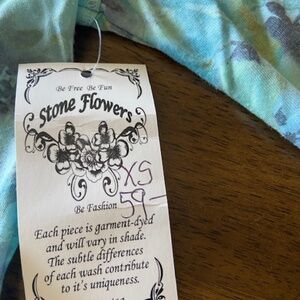 Be Free Be Fun
Stone Flowers
XS
Be Fashion
59-
Each piece is garment-dyed
and will vary in shade.
The subtle differences
of each wash contribute
to it's uniqueness.